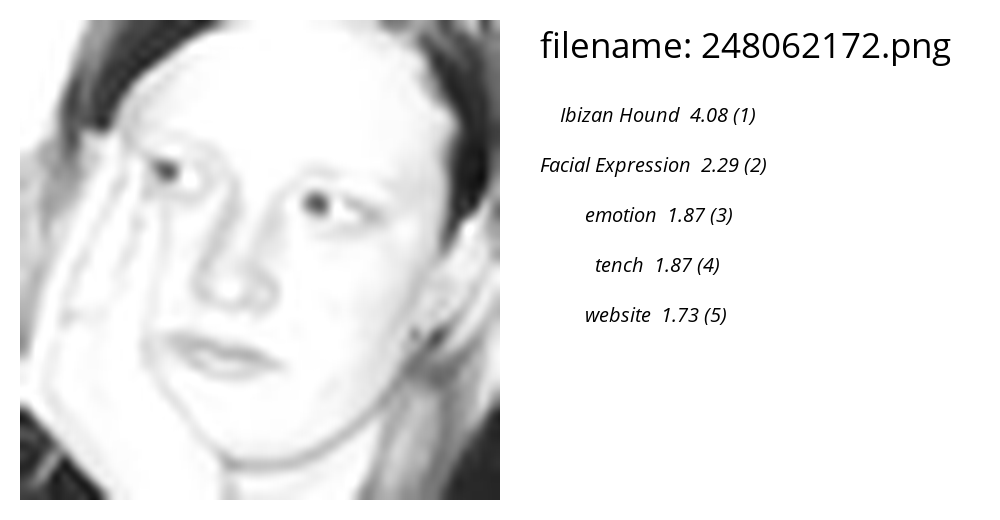 filename: 248062172.png
Ibizan Hound 4.08 (1)
Facial Expression 2.29 (2)
emotion 1.87 (3)
tench 1.87 (4)
website 1.73 (5)